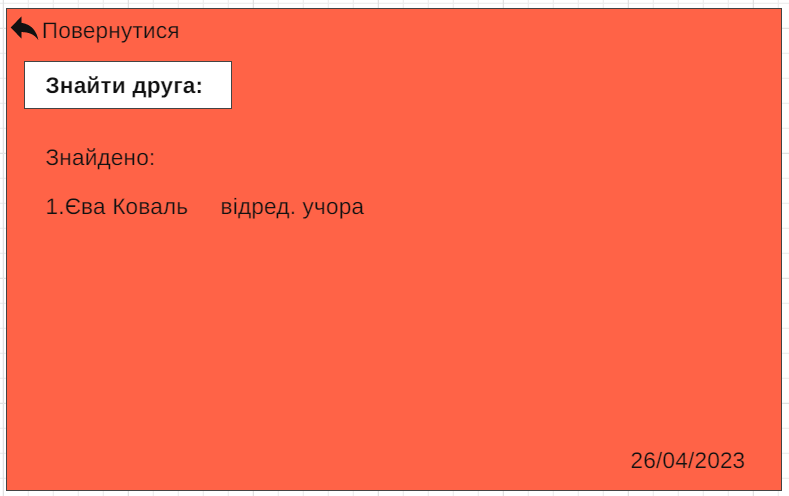 Повернутися
Знайти друга:
Знайдено:
1.Єва Коваль відред. учора
26/04/2023